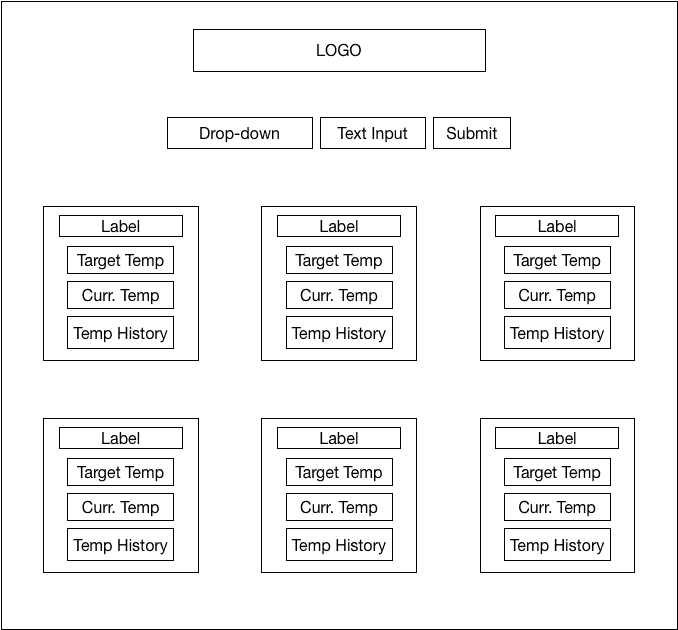 LOGO
Drop-down Text Input Submit
Label Label Label
Target Temp Target Temp Target Temp
Curr. Temp Curr. Temp Curr. Temp
Temp History Temp History Temp History
Label Label Label
Target Temp Target Temp Target Temp
Curr. Temp Curr. Temp Curr. Temp
Temp History Temp History Temp History